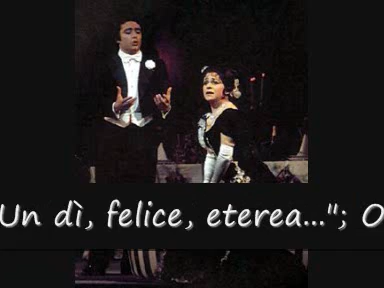 Un dì, felice, eterea..."; O